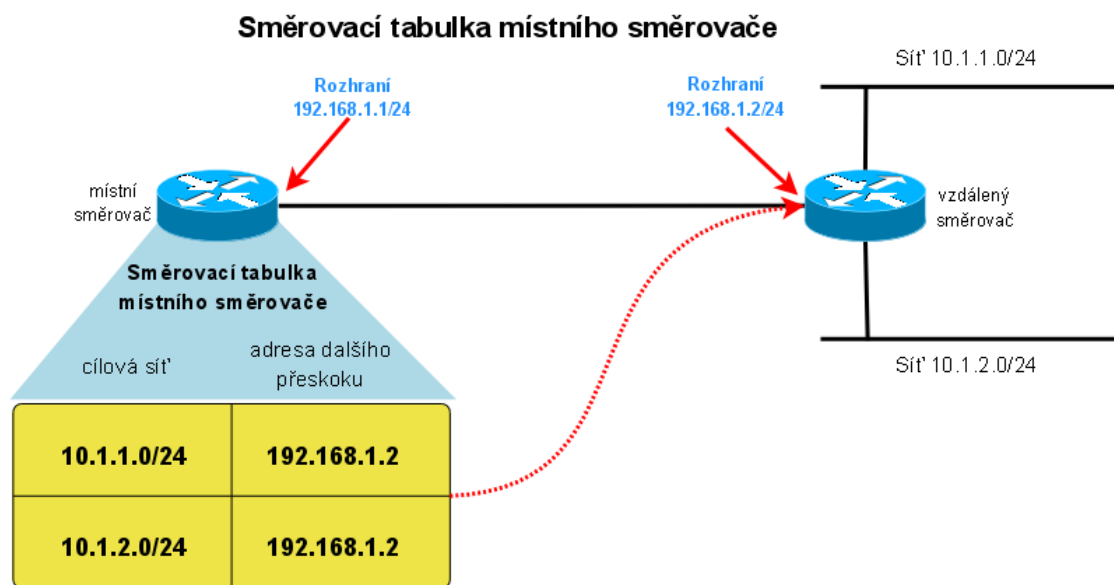 Směrovací tabulka místního směrovače
Síť 10.1.1.0/24
Rozhraní
192.168.1.1/24
Rozhraní
192.168.1.2/24
místní
směrovač
vzdálený
směrovač
Směrovací tabulka
místního směrovače
cílová síť
adresa dalšího
přeskoku
Síť 10.1.2.0/24
10.1.1.0/24
192.168.1.2
10.1.2.0/24
192.168.1.2